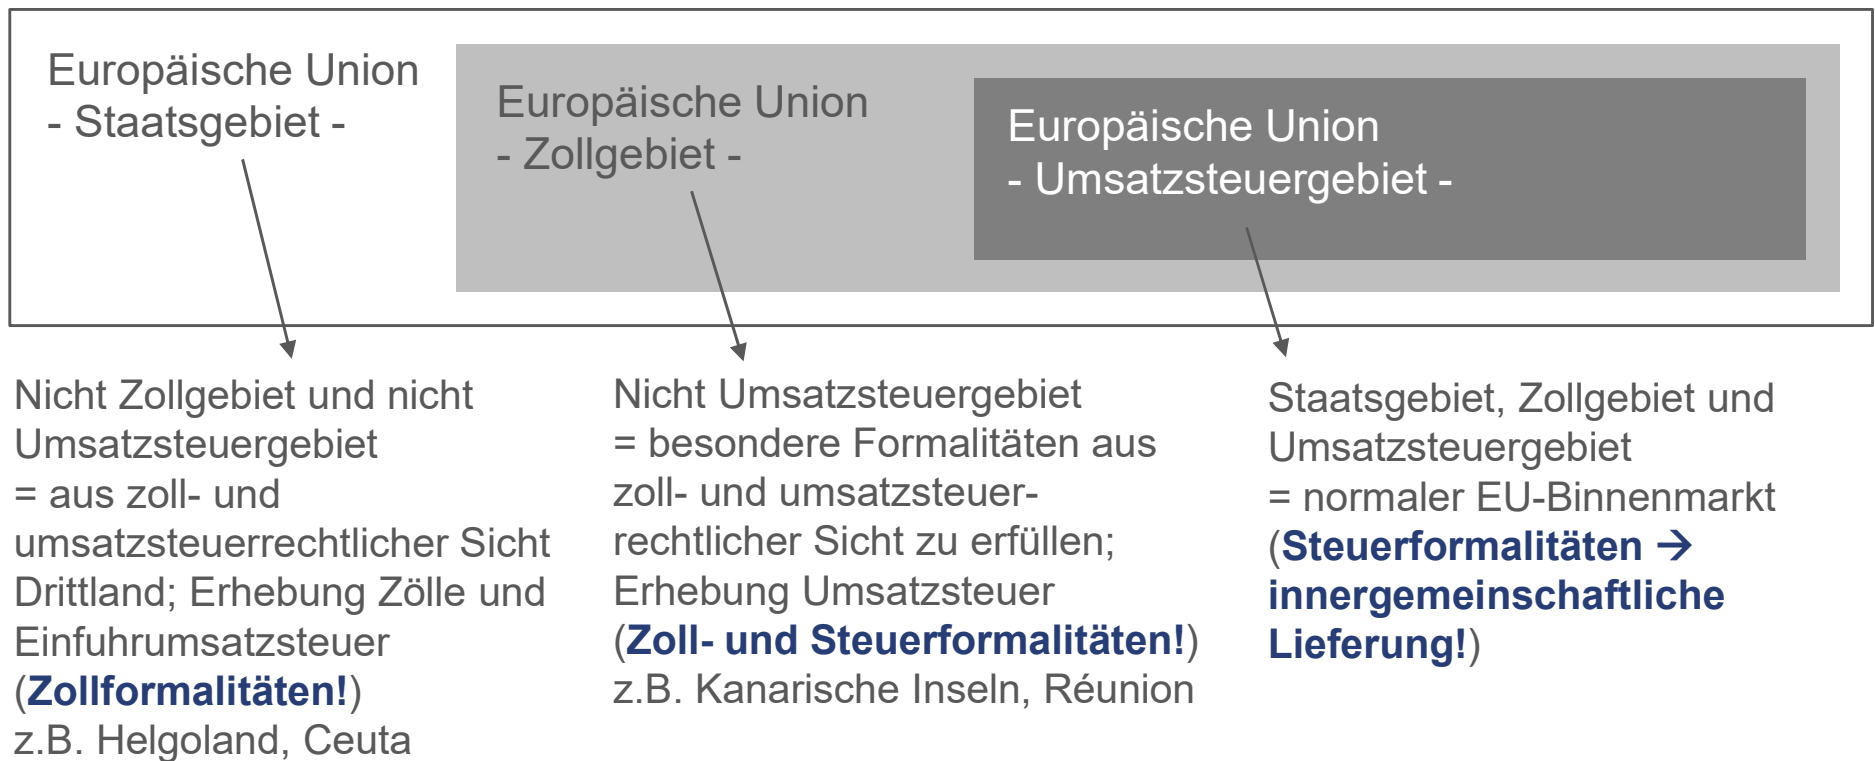 Europäische Union
- Staatsgebiet -
Europäische Union
- Zollgebiet -
Europäische Union
- Umsatzsteuergebiet -
Nicht Zollgebiet und nicht
Umsatzsteuergebiet
= aus zoll- und
umsatzsteuerrechtlicher Sicht
Drittland; Erhebung Zölle und
Einfuhrumsatzsteuer
(Zollformalitäten!)
z.B. Helgoland, Ceuta
Nicht Umsatzsteuergebiet
= besondere Formalitäten aus
zoll- und umsatzsteuer-
rechtlicher Sicht zu erfüllen;
Erhebung Umsatzsteuer
(Zoll- und Steuerformalitäten!)
z.B. Kanarische Inseln, Réunion
Staatsgebiet, Zollgebiet und
Umsatzsteuergebiet
= normaler EU-Binnenmarkt
(Steuerformalitäten →
innergemeinschaftliche
Lieferung!)